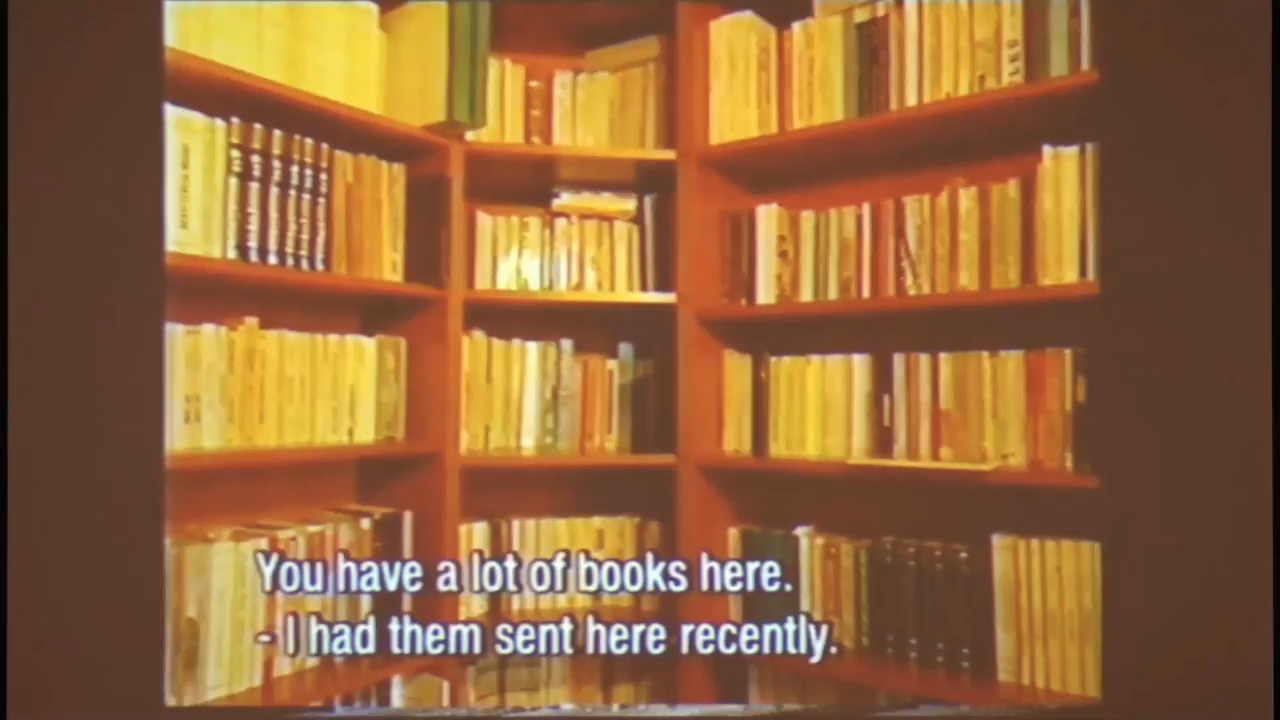 You have a lot of books here.
- I had them sent here recently.